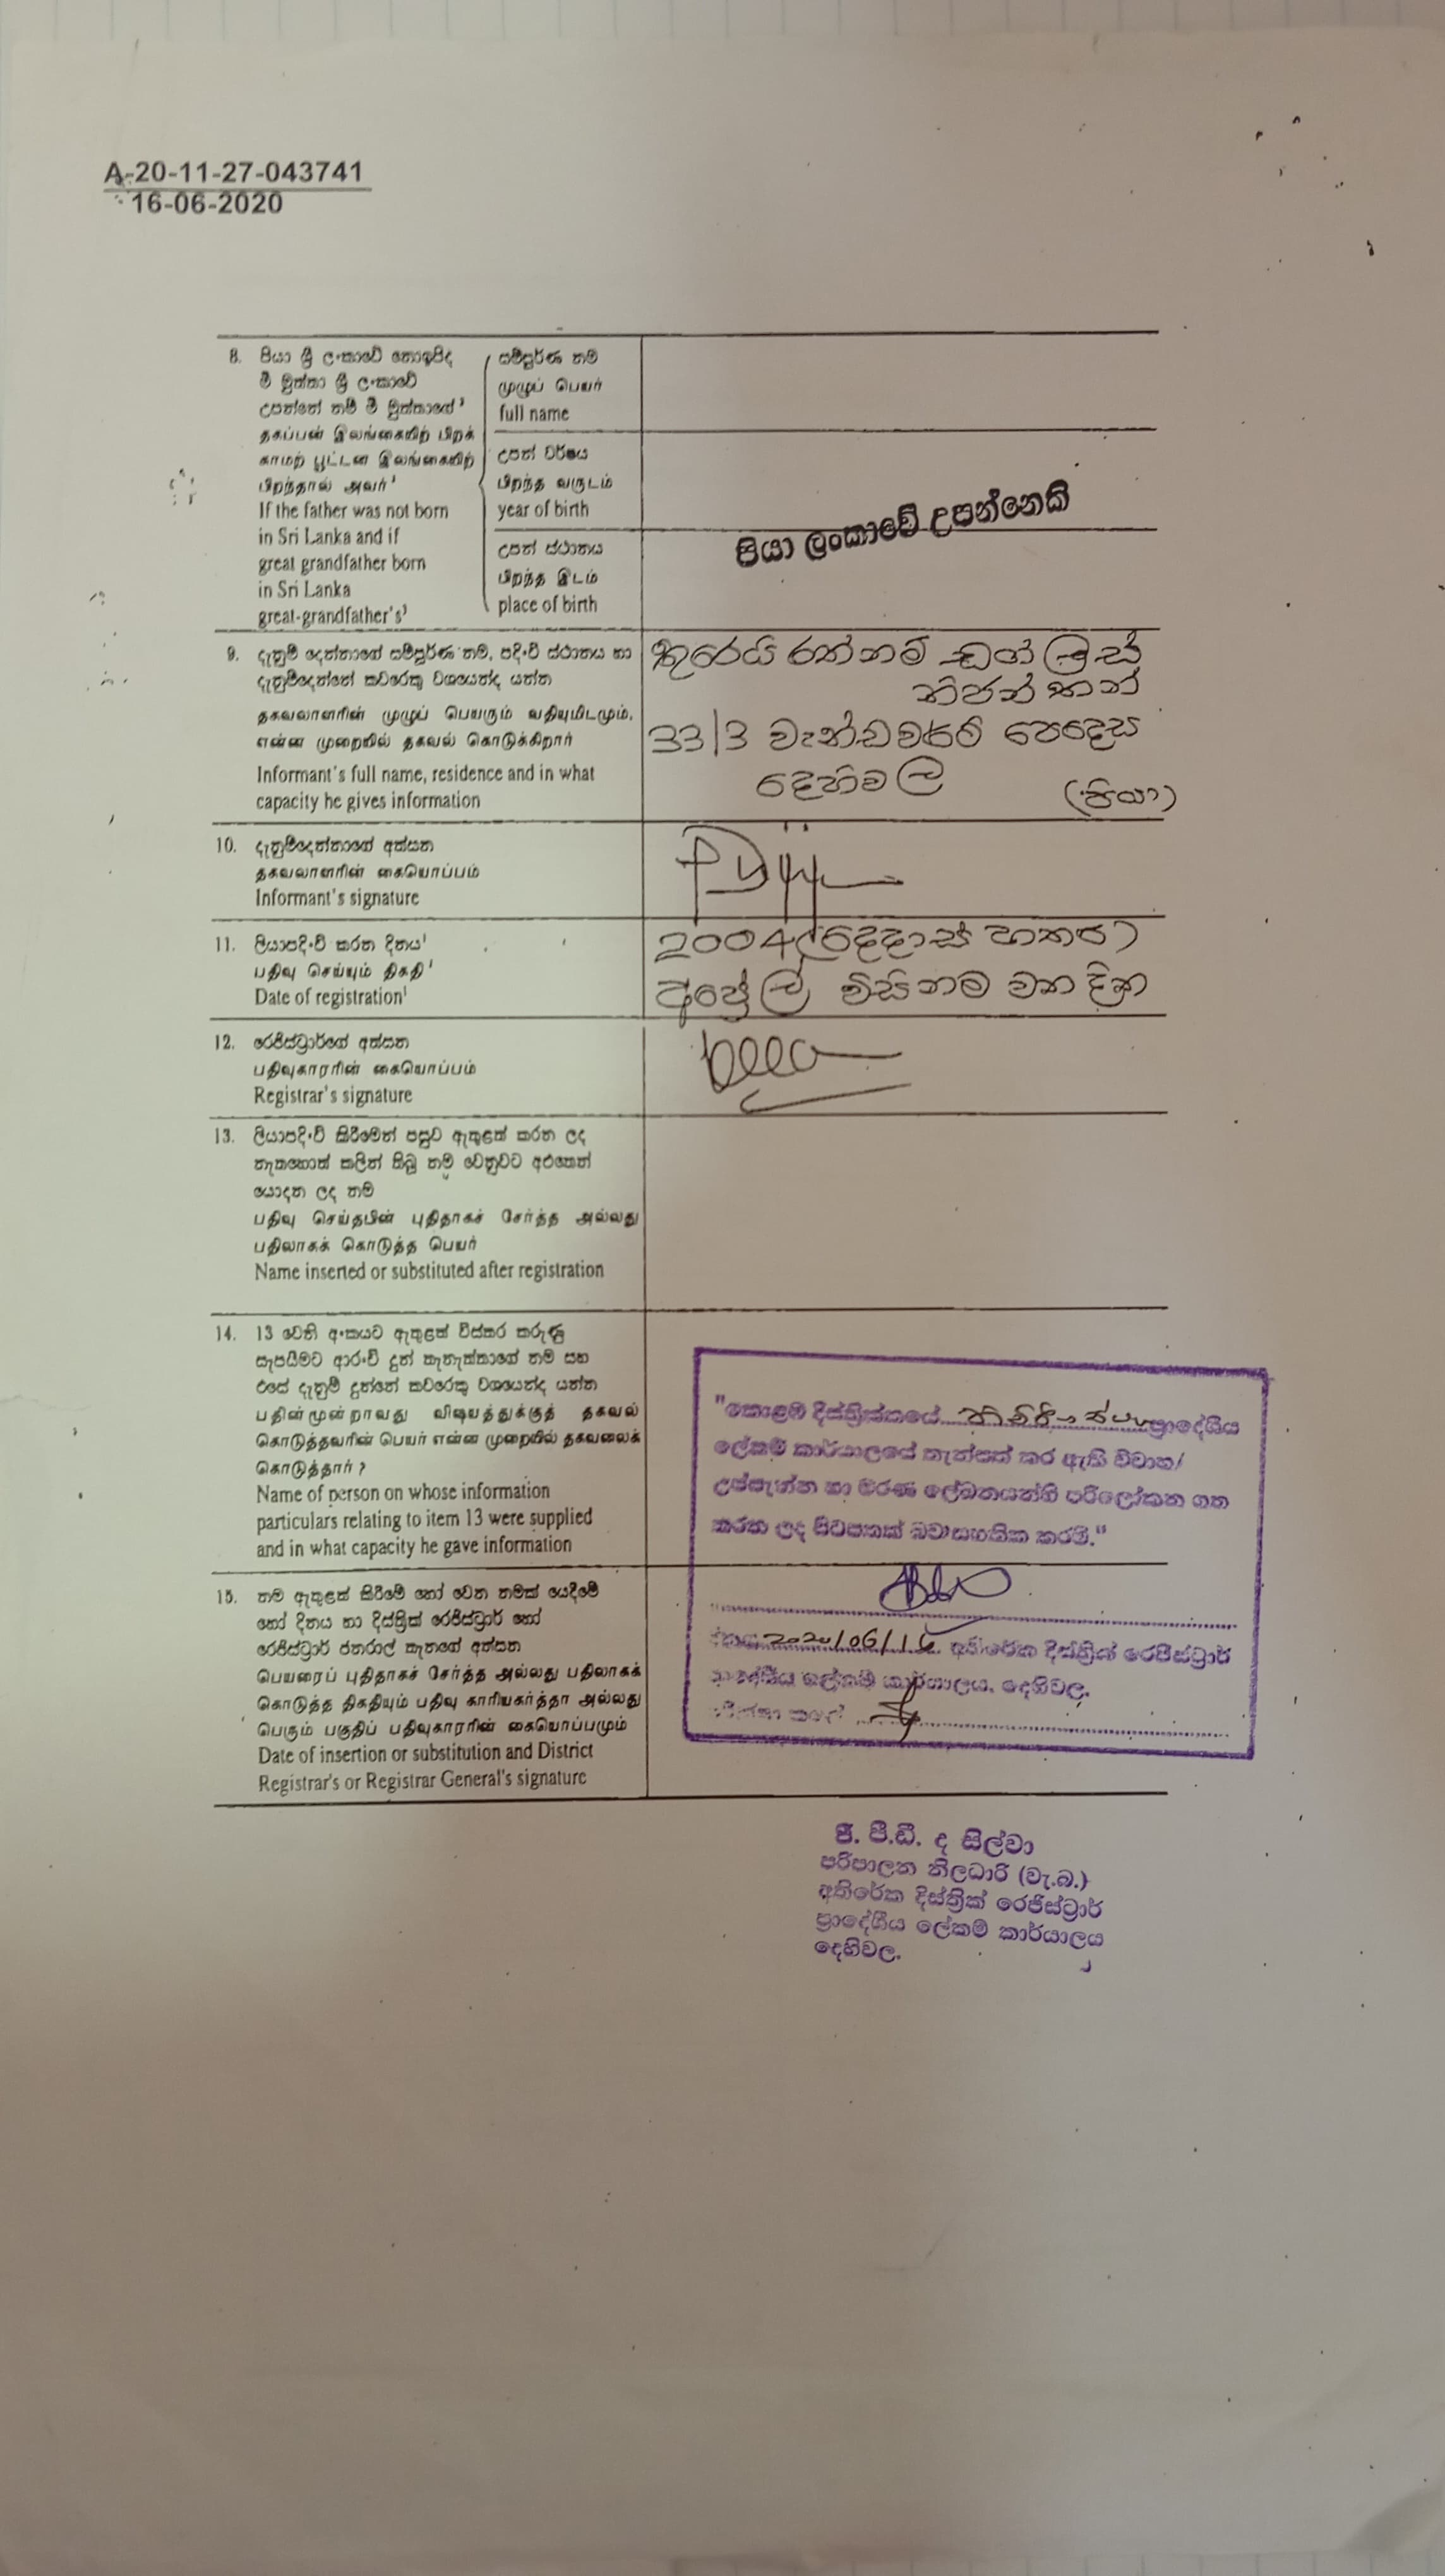 A-20-11-27-043741
16-06-2020
8. පියා ශ්‍රී ලංකාවේ නොඉපිද
මී මුත්තා ශ්‍රී ලංකාවේ
උපන්නේ නම් මී මුත්තාගේ³
தகப்பன் இலங்கையிற் பிறக்
காமற் பூட்டன் இலங்கையிற்
பிறந்தால் அவர்³
If the father was not born
in Sri Lanka and if
great grandfather born
in Sri Lanka
great-grandfather's³
සම්පූර්ණ නම
முழுப் பெயர்
full name
උපන් වර්ෂය
பிறந்த வருடம்
year of birth
උපන් ස්ථානය
பிறந்த இடம்
place of birth
පියා ලංකාවේ උපන්නෙකි
9. දැනුම් දෙන්නාගේ සම්පූර්ණ නම, පදිංචි ස්ථානය හා
දැනුම්දෙන්නේ කවරෙකු වශයෙන්ද යන්න
தகவலாளரின் முழுப் பெயரும் வதியுமிடமும்,
என்ன முறையில் தகவல் கொடுக்கிறார்
Informant's full name, residence and in what
capacity he gives information
තුරෙයි රත්නම් ඩග්ලස්
නිජන්තන්
33/3 වැන්ඩවර්ට් පෙදෙස
දෙහිවල (පියා)
10. දැනුම්දෙන්නාගේ අත්සන
தகவலாளரின் கையொப்பம்
Informant's signature
11. ලියාපදිංචි කරන දිනය¹
பதிவு செய்யும் திகதி¹
Date of registration¹
2004 (දෙදාස් හතර)
අප්‍රේල් විසිනම වන දින
12. රෙජිස්ට්‍රාර්ගේ අත්සන
பதிவுகாரரின் கையொப்பம்
Registrar's signature
13. ලියාපදිංචි කිරීමෙන් පසුව ඇතුළත් කරන ලද
නැතහොත් කලින් තිබූ නම වෙනුවට අළුතෙන්
යොදන ලද නම
பதிவு செய்தபின் புதிதாகச் சேர்த்த அல்லது
பதிலாகக் கொடுத்த பெயர்
Name inserted or substituted after registration
14. 13 වෙනි අංකයට ඇතුළත් විස්තර කරුණු
සැපයීමට ආරංචි දුන් තැනැත්තාගේ නම සහ
එසේ දැනුම් දුන්නේ කවරෙකු වශයෙන්ද යන්න
பதின்மூன்றாவது விஷயத்துக்குத் தகவல்
கொடுத்தவரின் பெயர் என்ன முறையில் தகவலைக்
கொடுத்தார்?
Name of person on whose information
particulars relating to item 13 were supplied
and in what capacity he gave information
"කොළඹ දිස්ත්‍රික්කයේ ප්‍රාදේශිය
ලේකම් කාර්යාලයේ තැන්පත් කර ඇති විවාහ/
උප්පැන්න හා මරණ ලේඛනයන්ගි පරිලෝකන ගත
කරන ලද පිටපතක් බව සහතික කරමි."
15. නම ඇතුළත් කිරීමේ හෝ වෙන නමක් යෙදීමේ
හෝ දිනය හා දිස්ත්‍රික් රෙජිස්ට්‍රාර් හෝ
රෙජිස්ට්‍රාර් ජනරාල් තැනගේ අත්සන
பெயரைப் புதிதாகச் சேர்த்த அல்லது பதிலாகக்
கொடுத்த திகதியும் பதிவு காரியகர்த்தா அல்லது
பெரும் பகுதிப் பதிவுகாரரின் கையொப்பமும்
Date of insertion or substitution and District
Registrar's or Registrar General's signature
දිනය 2020/06/16 අතිරේක දිස්ත්‍රික් රෙජිස්ට්‍රාර්
ප්‍රාදේශීය ලේකම් කාර්යාලය, දෙහිවල.
ජී. පී.ඩී. ද සිල්වා
පරිපාලන නිලධාරි (වැ.බ.)
අතිරේක දිස්ත්‍රික් රෙජිස්ට්‍රාර්
ප්‍රාදේශීය ලේකම් කාර්යාලය
දෙහිවල.